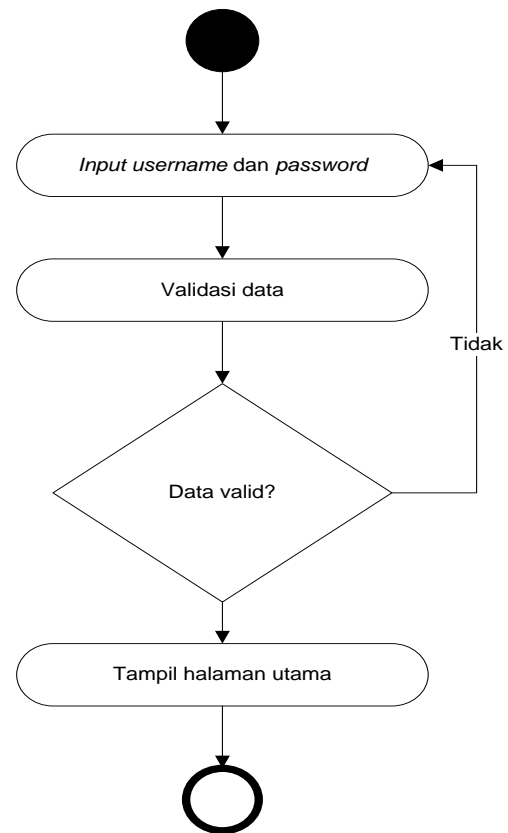 Input username dan password
Validasi data
Tidak
Data valid?
Tampil halaman utama